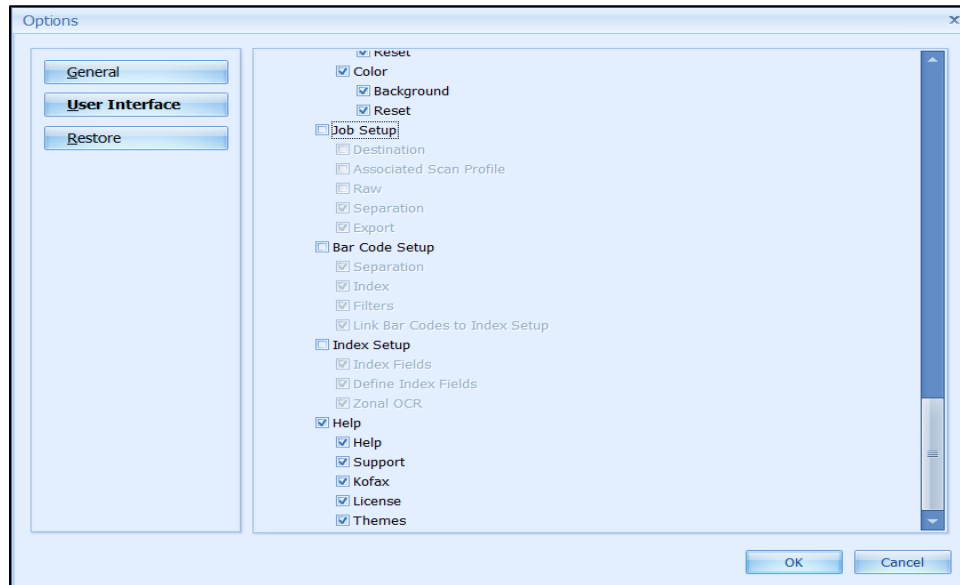 Options
General
User Interface
Restore
Reset
Color
Background
Reset
Job Setup
Destination
Associated Scan Profile
Raw
Separation
Export
Bar Code Setup
Separation
Index
Filters
Link Bar Codes to Index Setup
Index Setup
Index Fields
Define Index Fields
Zonal OCR
Help
Help
Support
Kofax
License
Themes
OK
Cancel